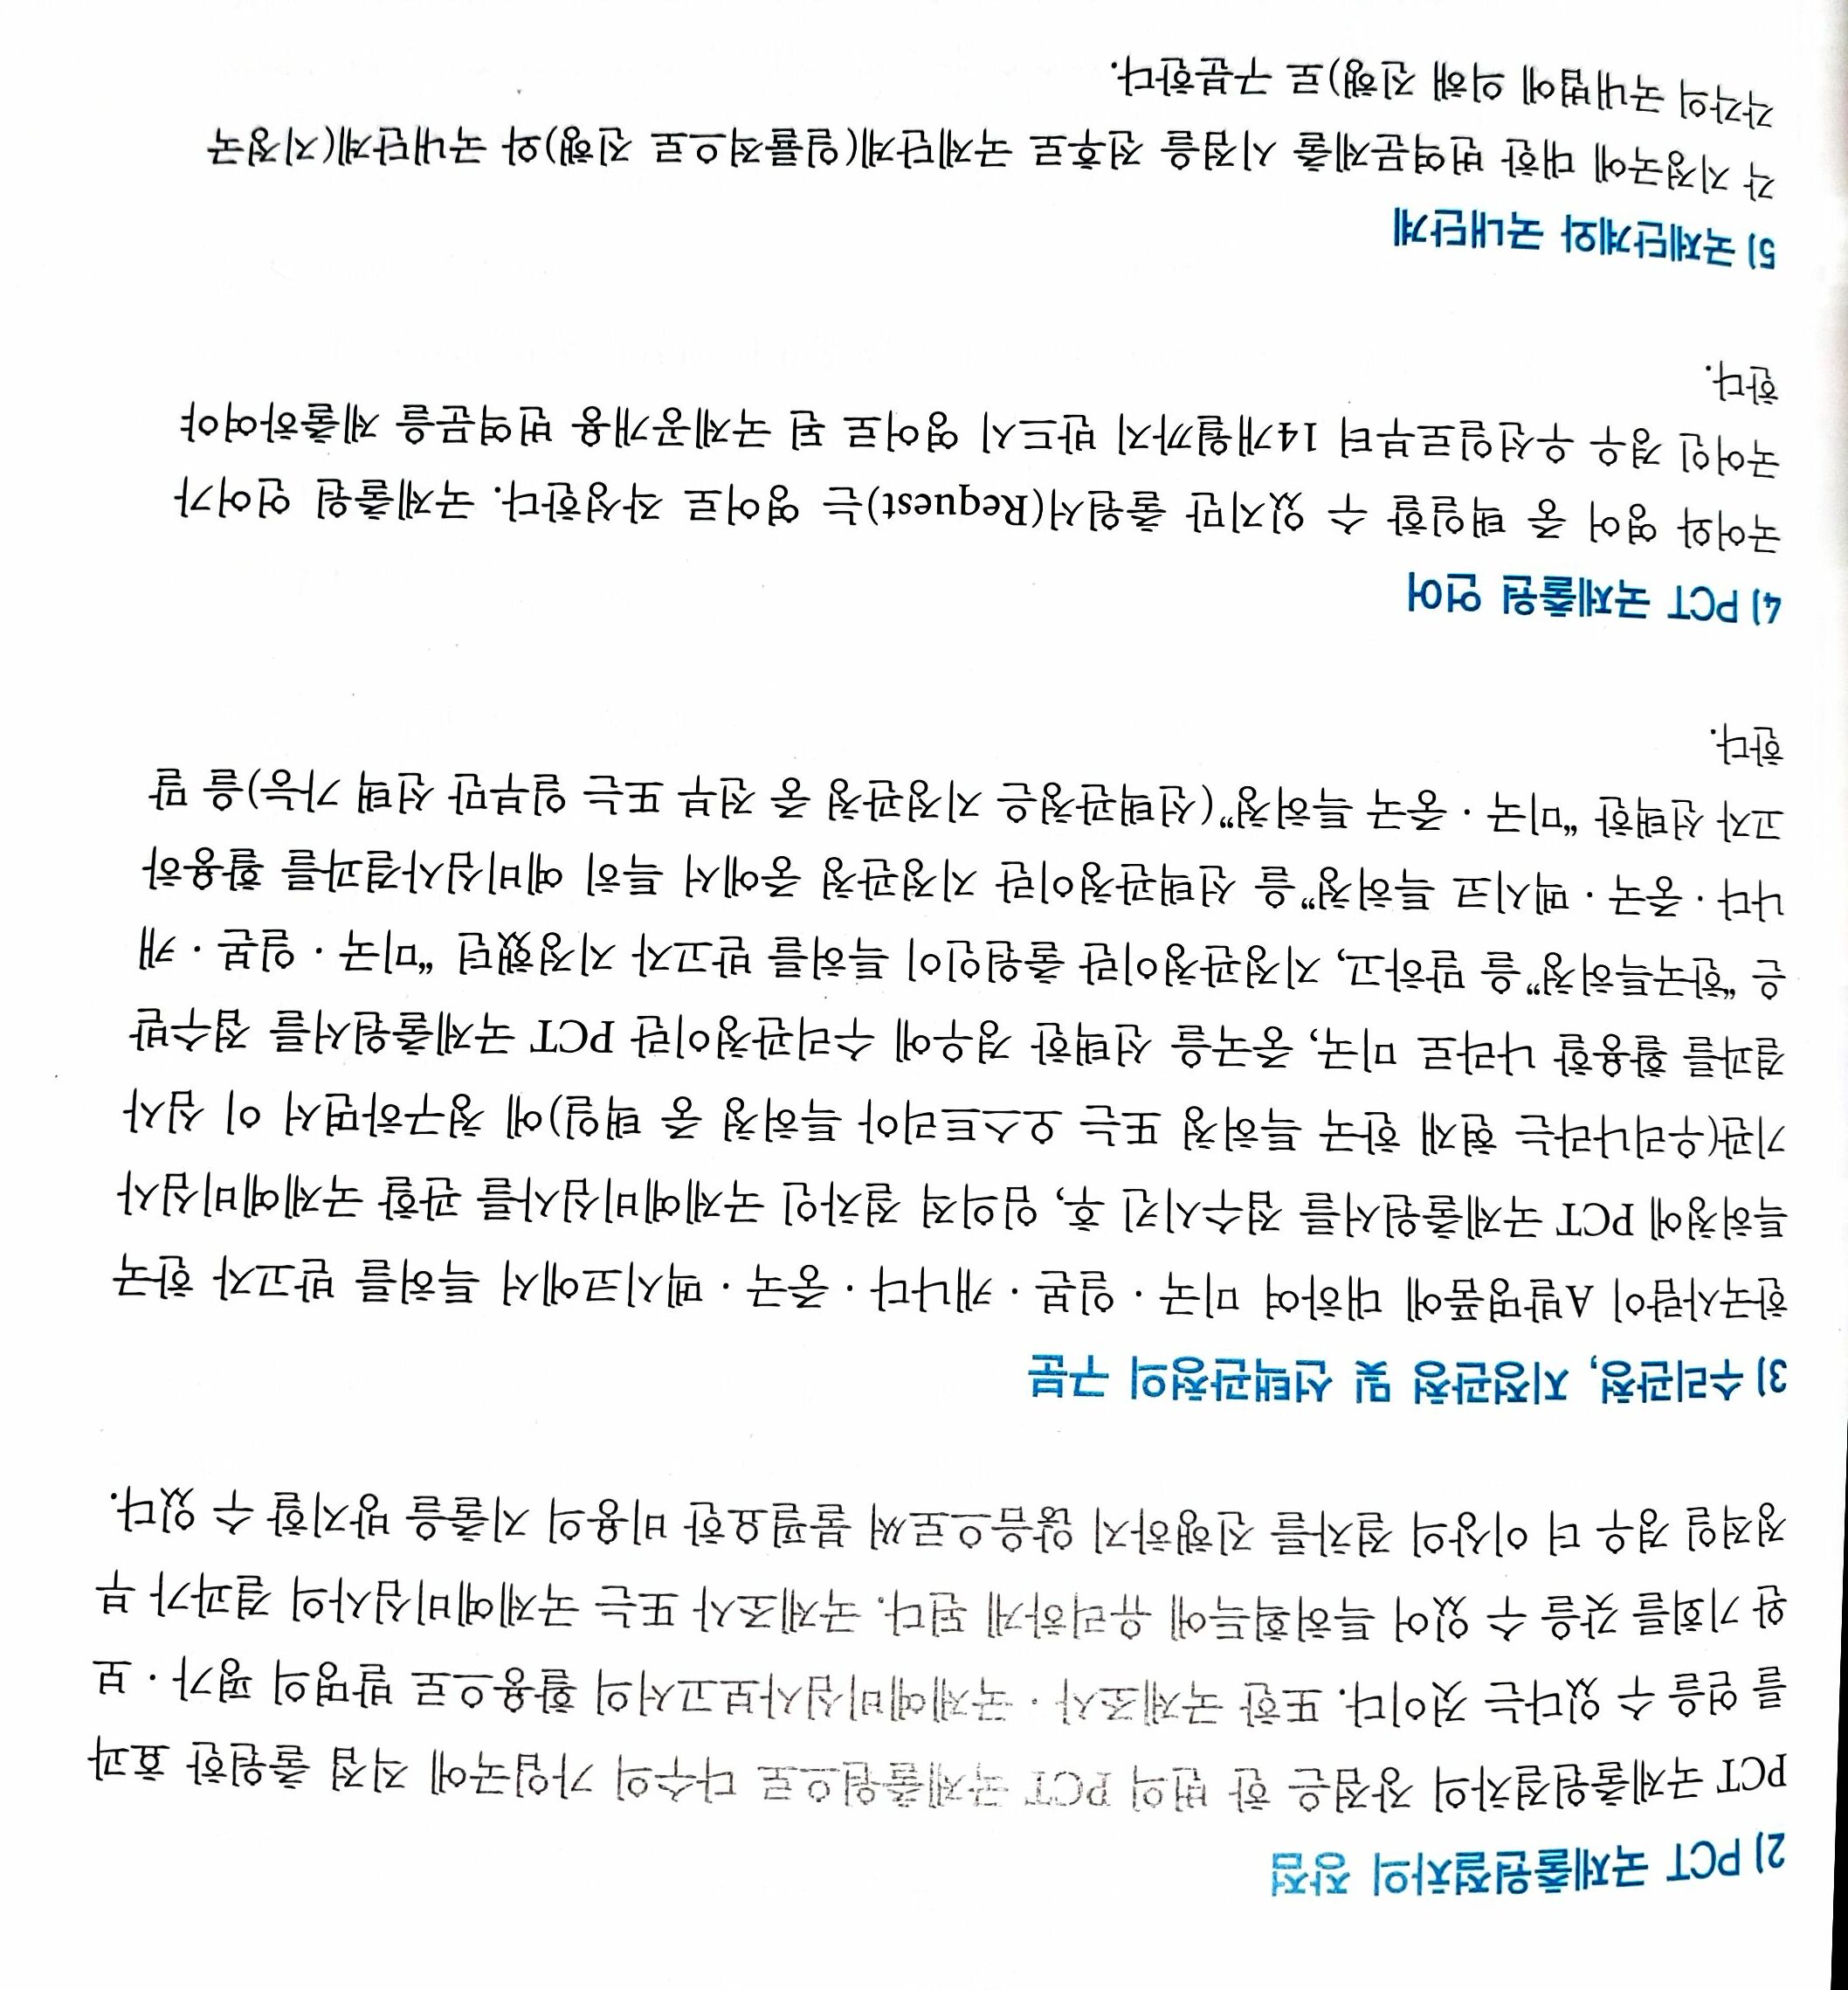 2) PCT 국제출원절차의 장점
PCT 국제출원절차의 장점은 한 번의 PCT 국제출원으로 다수의 가입국에 직접 출원한 효과
를 얻을 수 있다는 것이다. 또한 국제조사 · 국제예비심사보고서의 활용으로 발명의 평가 · 보
완 기회를 갖을 수 있어 특허획득에 유리하게 된다. 국제조사 또는 국제예비심사의 결과가 부
정적일 경우 더 이상의 절차를 진행하지 않음으로써 불필요한 비용의 지출을 방지할 수 있다.
3) 수리관청, 지정관청 및 선택관청의 구분
한국사람이 A발명품에 대하여 미국 · 일본 · 캐나다 · 중국 · 멕시코에서 특허를 받고자 한국
특허청에 PCT 국제출원서를 접수시킨 후, 임의적 절차인 국제예비심사를 관할 국제예비심사
기관(우리나라는 현재 한국 특허청 또는 오스트리아 특허청 중 택일)에 청구하면서 이 심사
결과를 활용할 나라로 미국, 중국을 선택한 경우에 수리관청이란 PCT 국제출원서를 접수받
은 “한국특허청”을 말하고, 지정관청이란 출원인이 특허를 받고자 지정했던 “미국 · 일본 · 캐
나다 · 중국 · 멕시코 특허청”을 선택관청이란 지정관청 중에서 특히 예비심사결과를 활용하
고자 선택한 “미국 · 중국 특허청”(선택관청은 지정관청 중 전부 또는 일부만 선택 가능)을 말
한다.
4) PCT 국제출원 언어
국어와 영어 중 택일할 수 있지만 출원서(Request)는 영어로 작성한다. 국제출원 언어가
국어인 경우 우선일로부터 14개월까지 반드시 영어로 된 국제공개용 번역문을 제출하여야
한다.
5) 국제단계와 국내단계
각 지정국에 대한 번역문제출 시점을 전후로 국제단계(일률적으로 진행)와 국내단계(지정국
각각의 국내법에 의해 진행)로 구분한다.